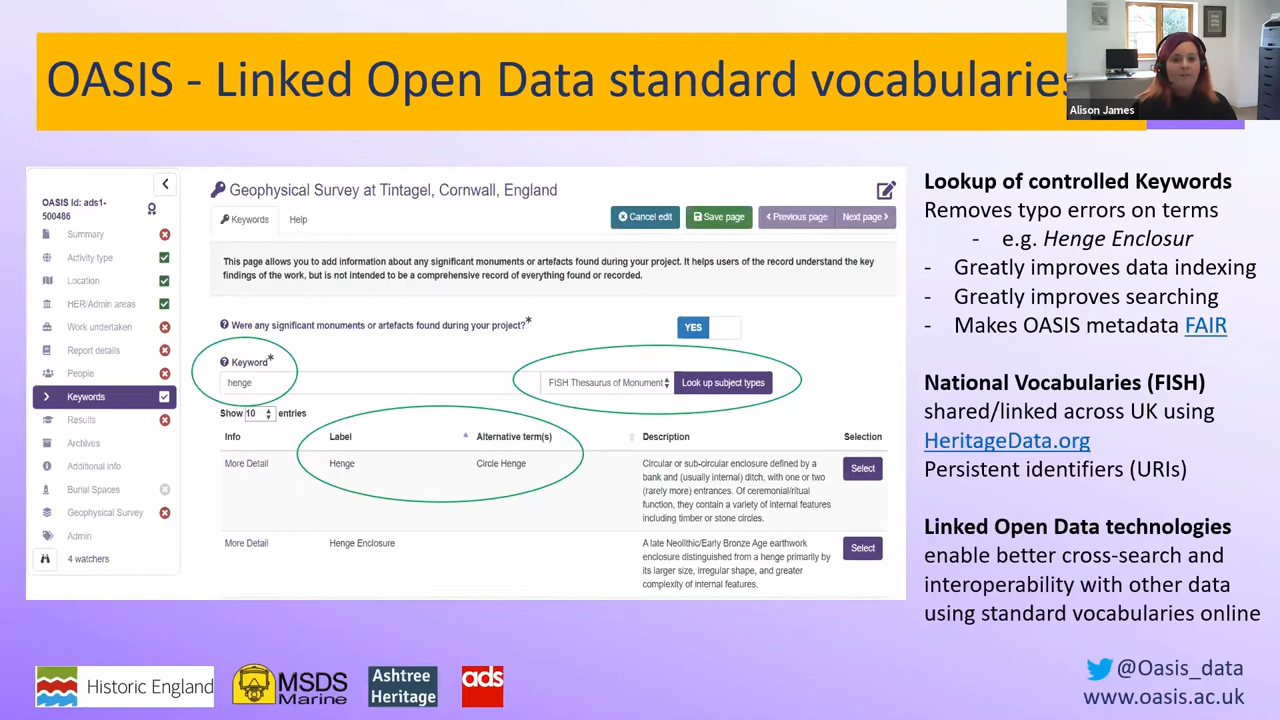 OASIS - Linked Open Data standard vocabularies
Alison James
OASIS Id: ads1-
500486
Summary
Activity type
Location
HER/Admin areas
Work undertaken
Report details
People
Keywords
Results
Archives
Additional info
Burial Spaces
Geophysical Survey
Admin
4 watchers
Geophysical Survey at Tintagel, Cornwall, England
Keywords Help
Cancel edit Save page Previous page Next page
This page allows you to add information about any significant monuments or artefacts found during your project. It helps users of the record understand the key
findings of the work, but is not intended to be a comprehensive record of everything found or recorded.
Were any significant monuments or artefacts found during your project?* YES
Keyword*
henge FISH Thesaurus of Monument Look up subject types
Show 10 entries
Info Label Alternative term(s) Description Selection
More Detail Henge Circle Henge Circular or sub-circular enclosure defined by a Select
bank and (usually internal) ditch, with one or two
(rarely more) entrances. Of ceremonial/ritual
function, they contain a variety of internal features
including timber or stone circles.
More Detail Henge Enclosure A late Neolithic/Early Bronze Age earthwork Select
enclosure distinguished from a henge primarily by
its larger size, irregular shape, and greater
complexity of internal features.
Lookup of controlled Keywords
Removes typo errors on terms
- e.g. Henge Enclosur
- Greatly improves data indexing
- Greatly improves searching
- Makes OASIS metadata FAIR
National Vocabularies (FISH)
shared/linked across UK using
HeritageData.org
Persistent identifiers (URIs)
Linked Open Data technologies
enable better cross-search and
interoperability with other data
using standard vocabularies online
Historic England
MSDS
Marine
Ashtree
Heritage
ads
@Oasis_data
www.oasis.ac.uk